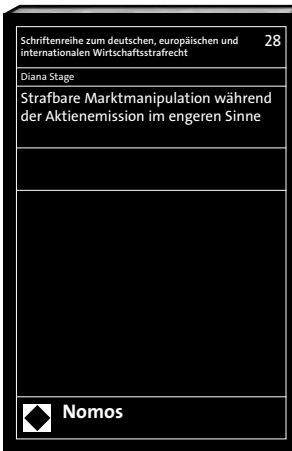 Schriftenreihe zum deutschen, europäischen und 28
internationalen Wirtschaftsstrafrecht
Diana Stage
Strafbare Marktmanipulation während
der Aktienemission im engeren Sinne
Nomos